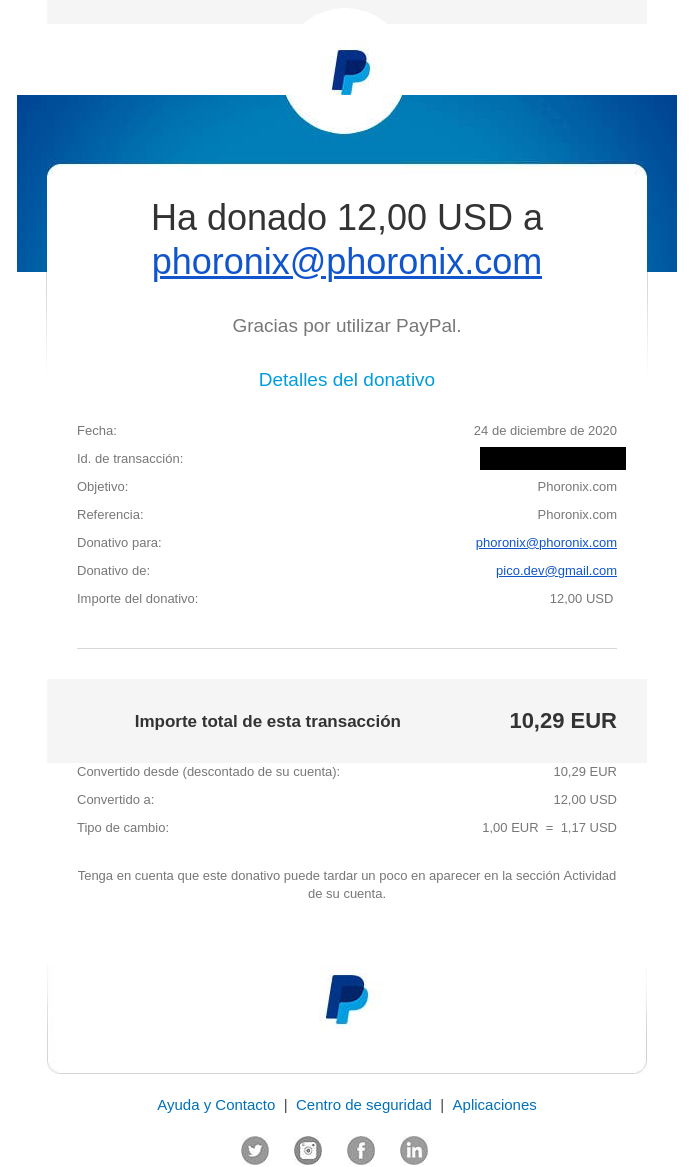 Ha donado 12,00 USD a
phoronix@phoronix.com
Gracias por utilizar PayPal.
Detalles del donativo
Fecha: 24 de diciembre de 2020
Id. de transacción:
Objetivo: Phoronix.com
Referencia: Phoronix.com
Donativo para: phoronix@phoronix.com
Donativo de: pico.dev@gmail.com
Importe del donativo: 12,00 USD
Importe total de esta transacción 10,29 EUR
Convertido desde (descontado de su cuenta): 10,29 EUR
Convertido a: 12,00 USD
Tipo de cambio: 1,00 EUR = 1,17 USD
Tenga en cuenta que este donativo puede tardar un poco en aparecer en la sección Actividad
de su cuenta.
Ayuda y Contacto | Centro de seguridad | Aplicaciones